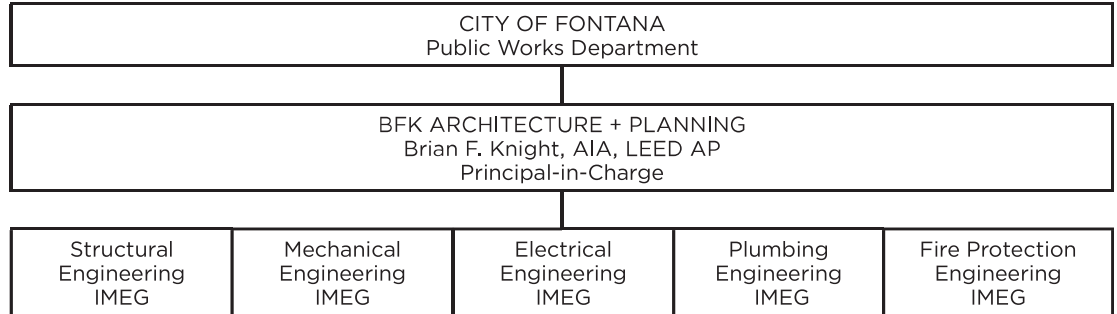 CITY OF FONTANA
Public Works Department
BFK ARCHITECTURE + PLANNING
Brian F. Knight, AIA, LEED AP
Principal-in-Charge
Structural
Engineering
IMEG
Mechanical
Engineering
IMEG
Electrical
Engineering
IMEG
Plumbing
Engineering
IMEG
Fire Protection
Engineering
IMEG